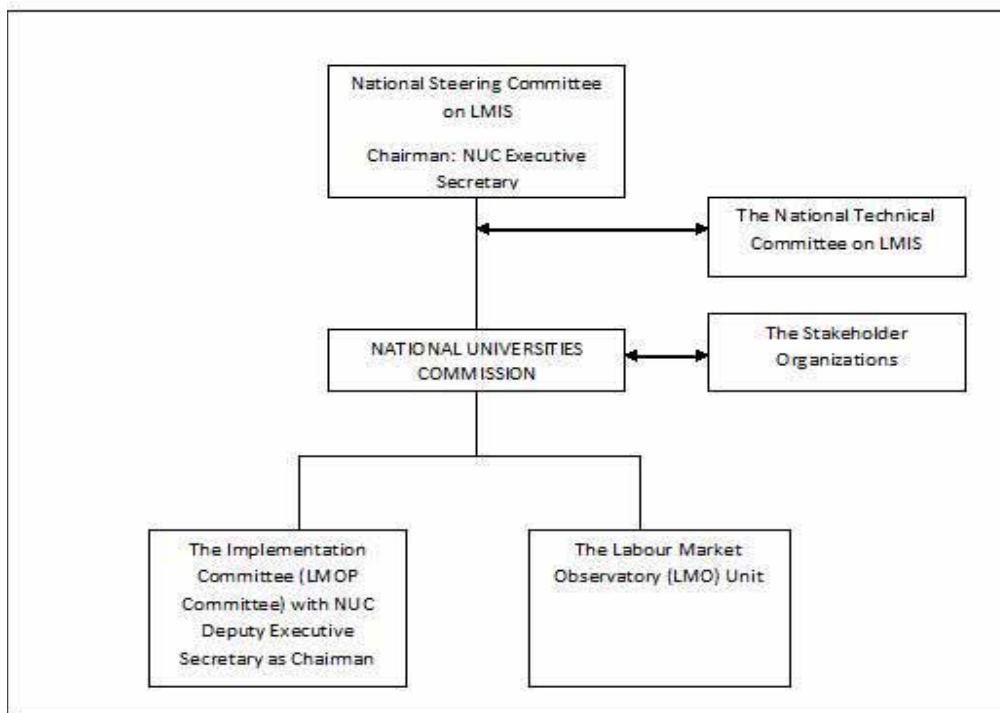 National Steering Committee
on LMIS
Chairman: NUC Executive
Secretary
The National Technical
Committee on LMIS
NATIONAL UNIVERSITIES
COMMISSION
The Stakeholder
Organizations
The Implementation
Committee (LMOP
Committee) with NUC
Deputy Executive
Secretary as Chairman
The Labour Market
Observatory (LMO) Unit